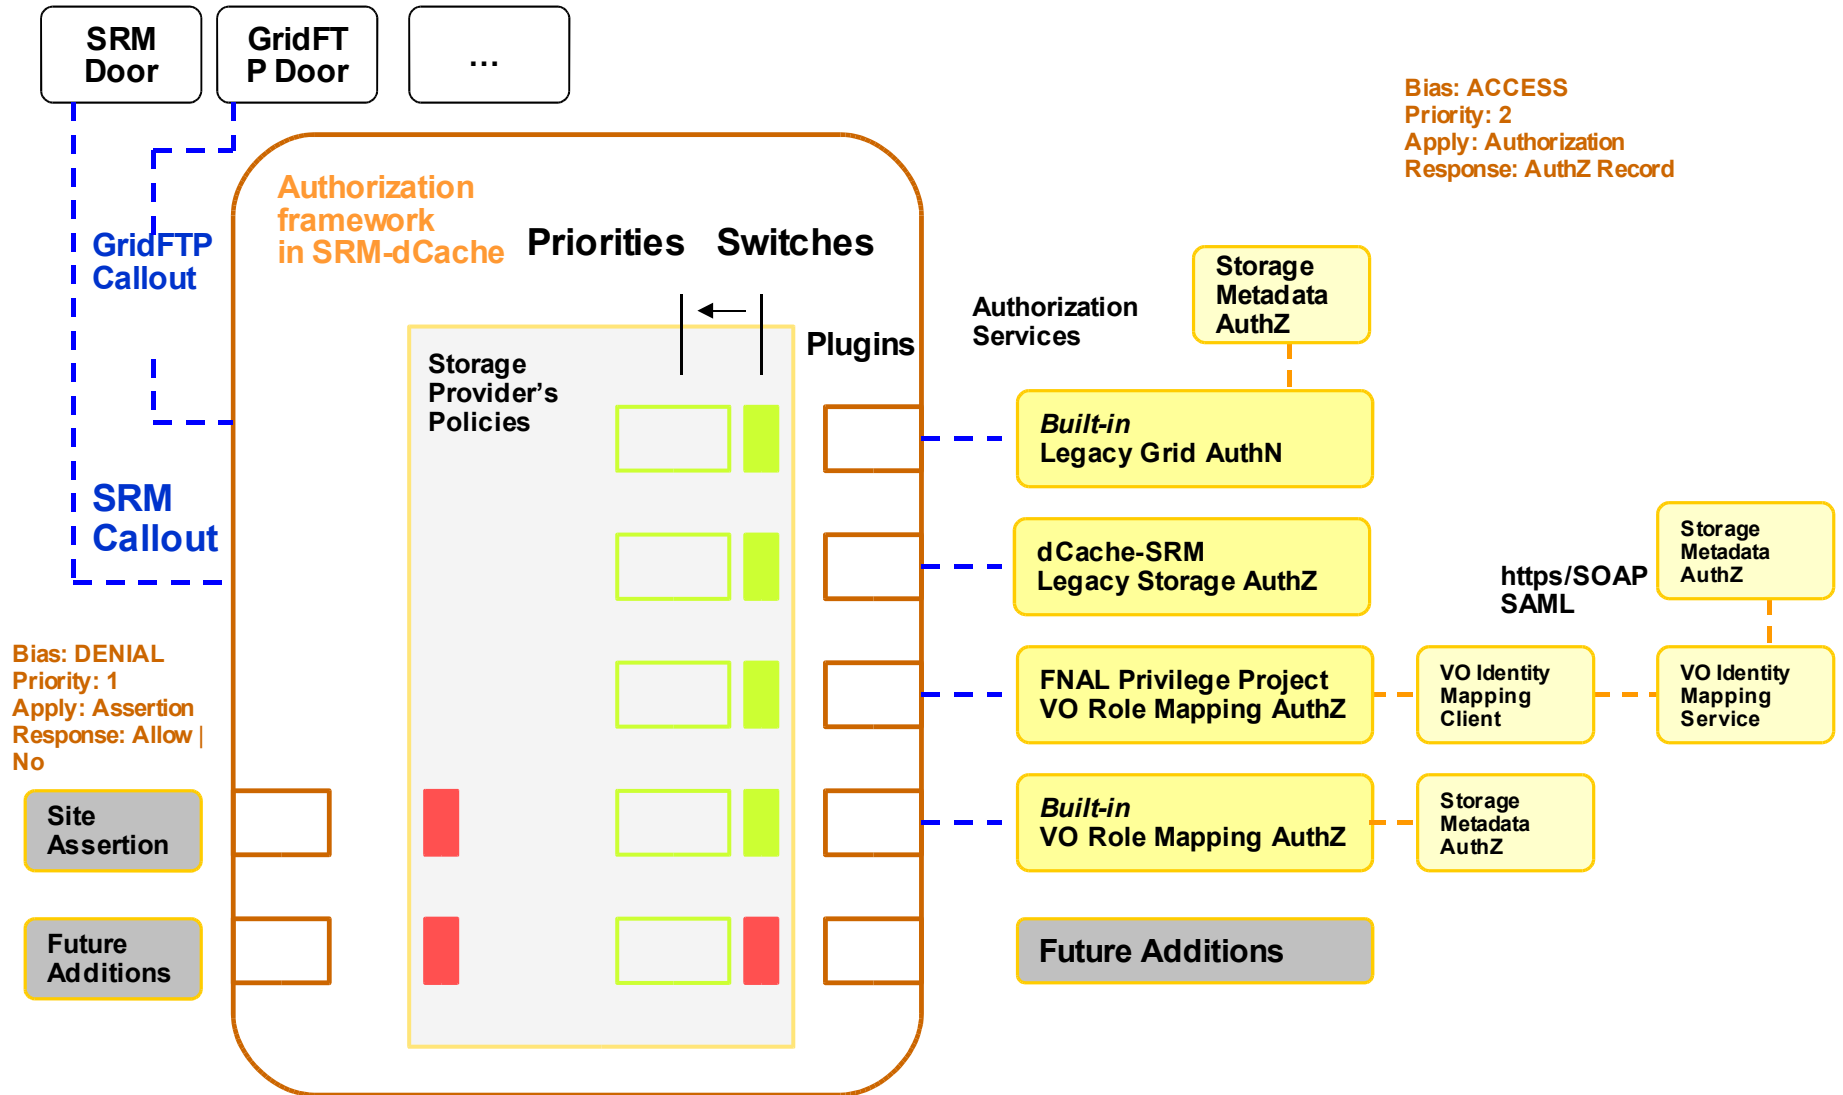 SRM
Door
GridFT
P Door
...
Bias: ACCESS
Priority: 2
Apply: Authorization
Response: AuthZ Record
Authorization
framework
in SRM-dCache
Priorities
Switches
GridFTP
Callout
Storage
Metadata
AuthZ
Authorization
Services
Plugins
Storage
Provider’s
Policies
Built-in
Legacy Grid AuthN
SRM
Callout
dCache-SRM
Legacy Storage AuthZ
https/SOAP
SAML
Storage
Metadata
AuthZ
Bias: DENIAL
Priority: 1
Apply: Assertion
Response: Allow |
No
FNAL Privilege Project
VO Role Mapping AuthZ
VO Identity
Mapping
Client
VO Identity
Mapping
Service
Site
Assertion
Built-in
VO Role Mapping AuthZ
Storage
Metadata
AuthZ
Future
Additions
Future Additions